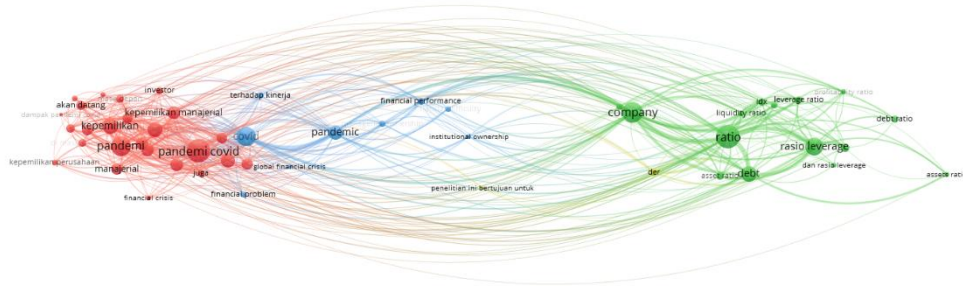 investor
akan datang
kepemilikan manajerial
kepemilikan
pandemi
pandemi covid
kepemilikan perusahaan
manajerial
juga
financial crisis
terhadap kinerja
covid
global financial crisis
financial problem
pandemic
financial performance
institutional ownership
penelitian ini bertujuan untuk
company
der
profitability ratio
idx
leverage ratio
liquidity ratio
debt ratio
ratio
rasio leverage
dan rasio leverage
asset ratio
debt